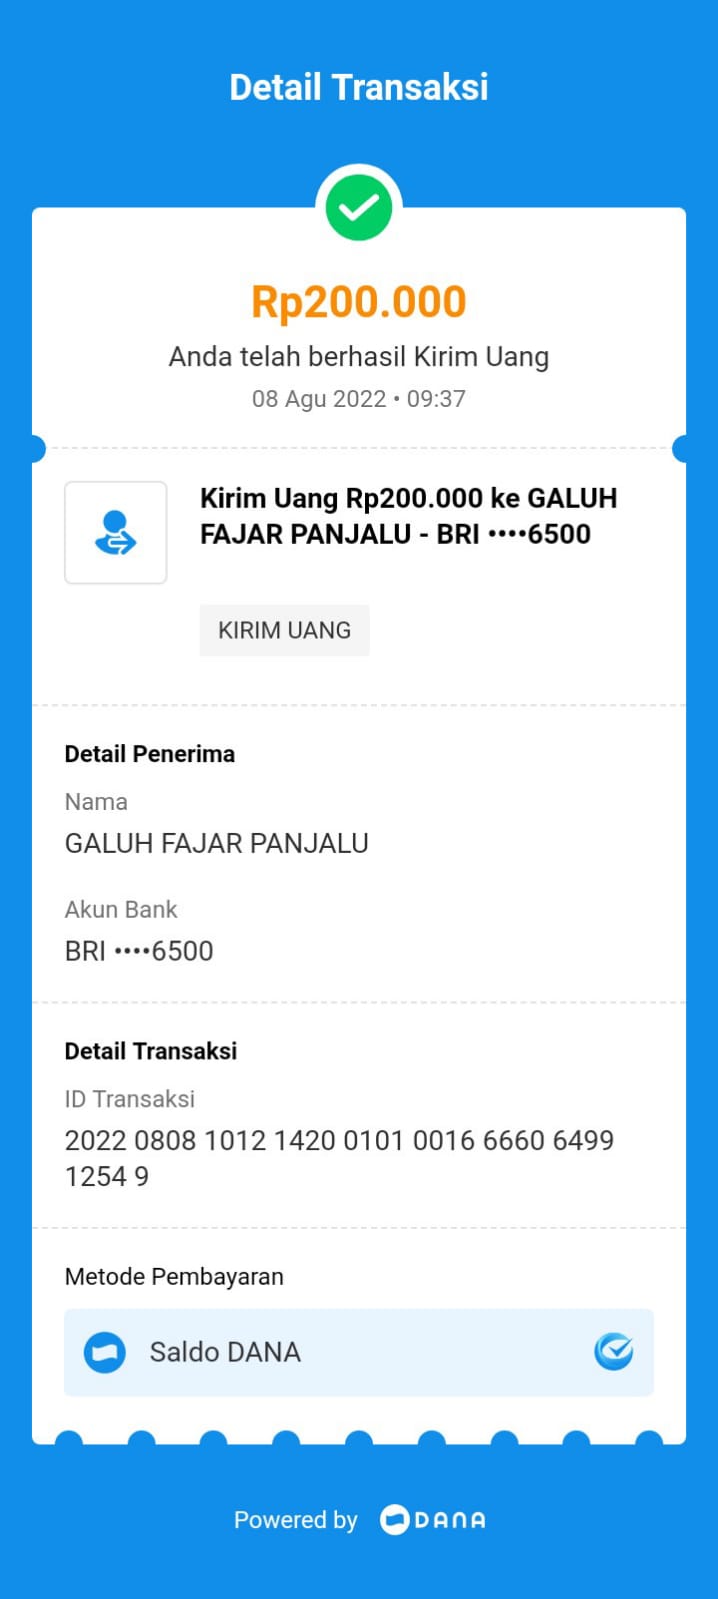 Detail Transaksi
Rp200.000
Anda telah berhasil Kirim Uang
08 Agu 2022 • 09:37
Kirim Uang Rp200.000 ke GALUH
FAJAR PANJALU - BRI ••••6500
KIRIM UANG
Detail Penerima
Nama
GALUH FAJAR PANJALU
Akun Bank
BRI ••••6500
Detail Transaksi
ID Transaksi
2022 0808 1012 1420 0101 0016 6660 6499
1254 9
Metode Pembayaran
Saldo DANA
Powered by DANA